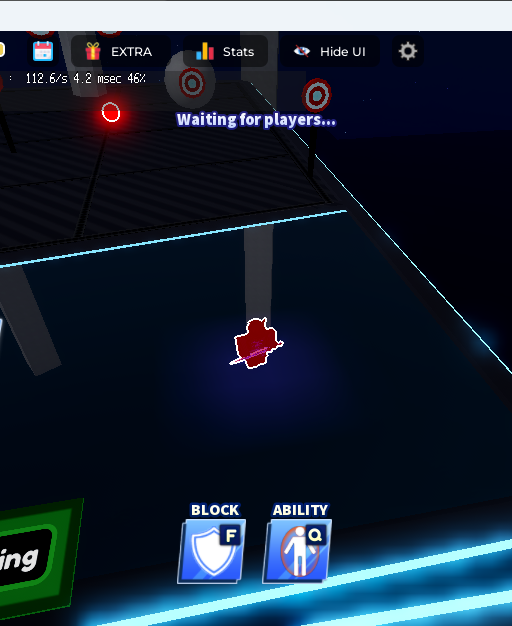 EXTRA
Stats
Hide UI
: 112.6/s 4.2 msec 46%
Waiting for players...
BLOCK
ABILITY
F
Q
ing